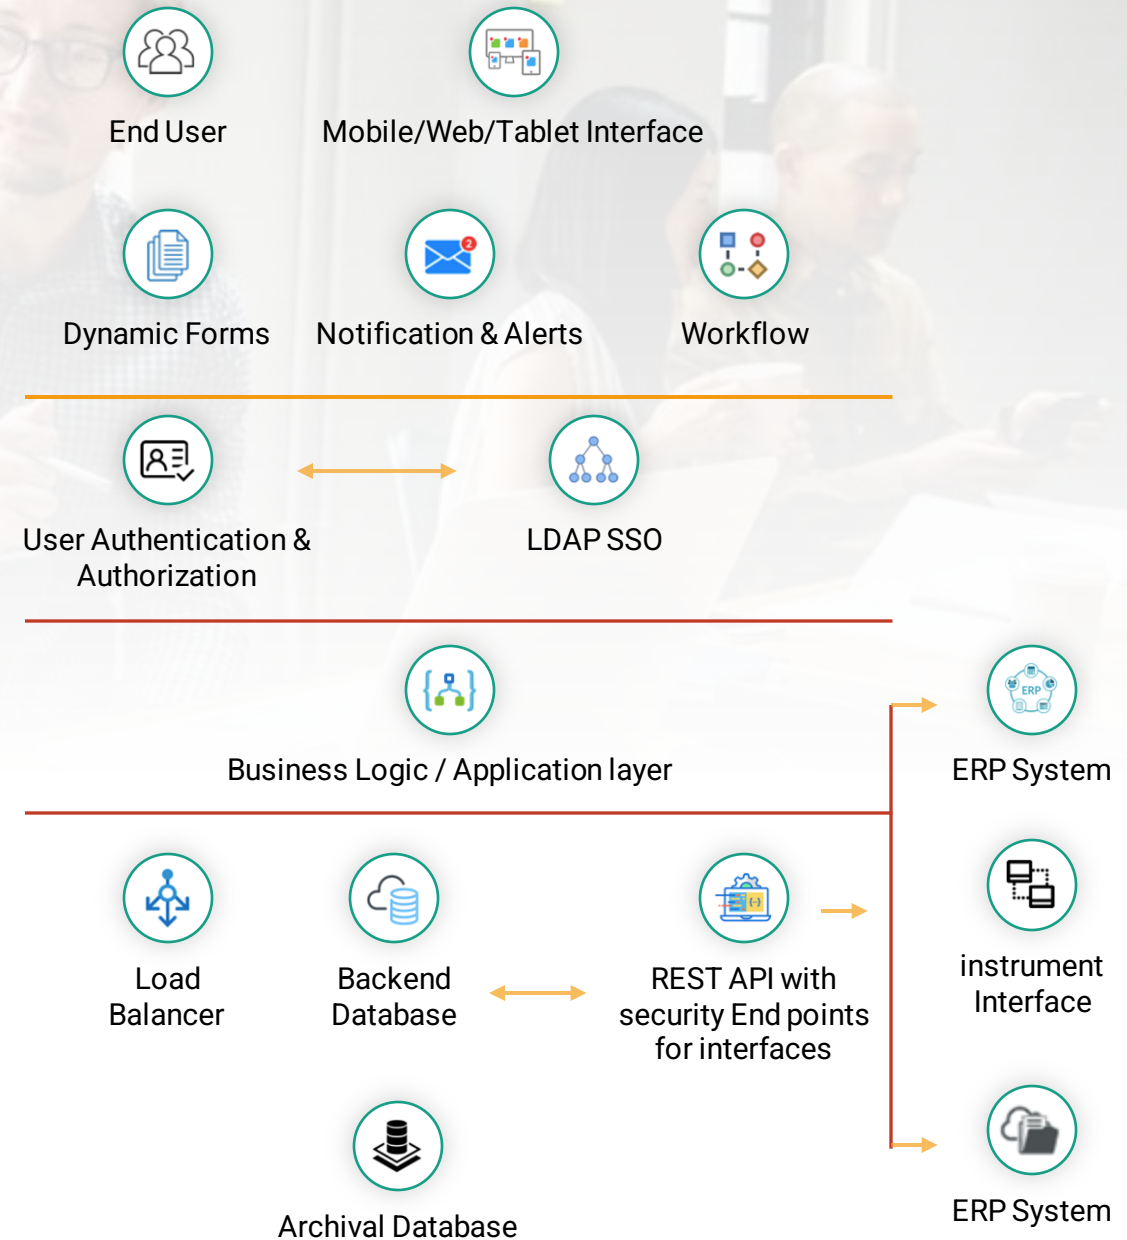 End User
Mobile/Web/Tablet Interface
2
Dynamic Forms
Notification & Alerts
Workflow
User Authentication &
Authorization
LDAP SSO
Business Logic / Application layer
ERP
ERP System
Load
Balancer
Backend
Database
{-}
REST API with
security End points
for interfaces
instrument
Interface
Archival Database
ERP System